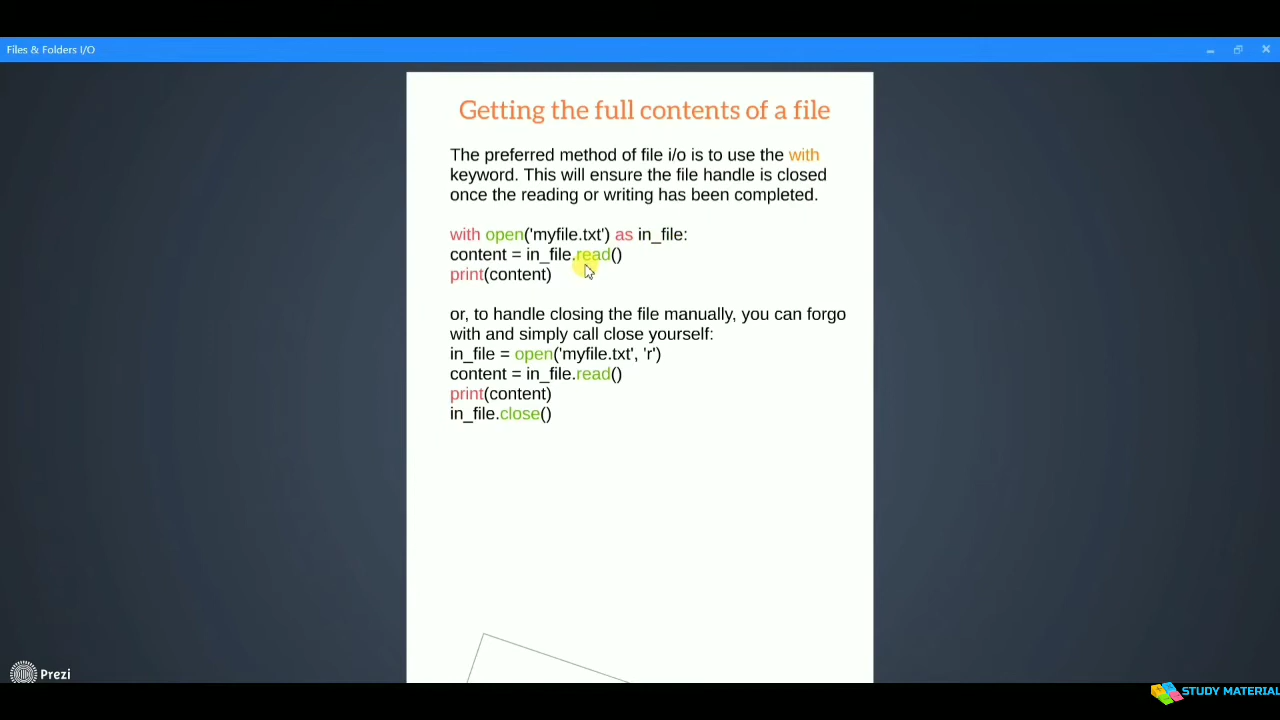 Files & Folders I/O
Getting the full contents of a file
The preferred method of file i/o is to use the with
keyword. This will ensure the file handle is closed
once the reading or writing has been completed.
with open('myfile.txt') as in_file:
content = in_file.read()
print(content)
or, to handle closing the file manually, you can forgo
with and simply call close yourself:
in_file = open('myfile.txt', 'r')
content = in_file.read()
print(content)
in_file.close()
Prezi
STUDY MATERIAL